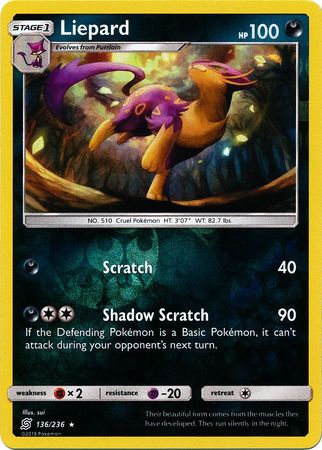 STAGE 1
Liepard
HP 100
Evolves from Purrloin
NO. 510 Cruel Pokémon HT: 3'07" WT: 82.7 lbs.
Scratch 40
Shadow Scratch 90
If the Defending Pokémon is a Basic Pokémon, it can't
attack during your opponent's next turn.
weakness × 2 resistance -20 retreat
Illus. sui
136/236 ★
©2019 Pokémon
Their beautiful form comes from the muscles they
have developed. They run silently in the night.